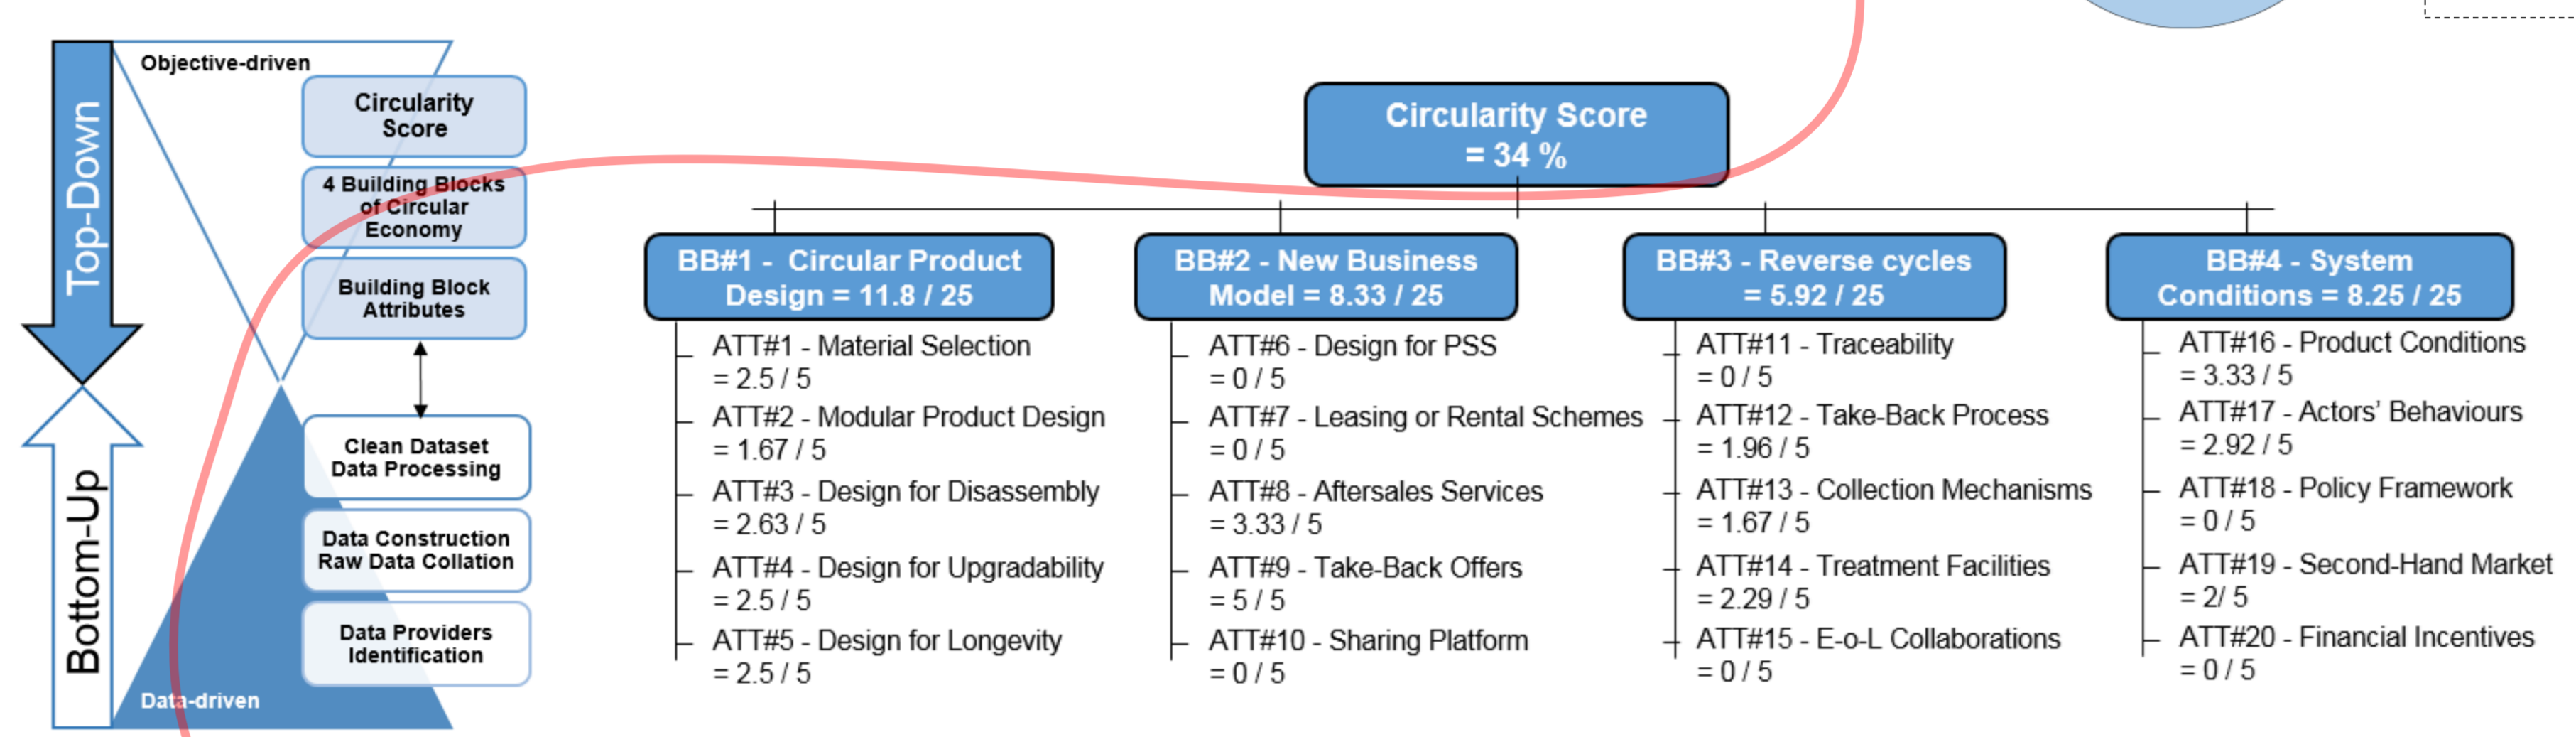 Top-Down
Bottom-Up
Objective-driven
Circularity
Score
4 Building Blocks
of Circular
Economy
Building Block
Attributes
Clean Dataset
Data Processing
Data Construction
Raw Data Collation
Data Providers
Identification
Data-driven
Circularity Score
= 34 %
BB#1 - Circular Product
Design = 11.8 / 25
ATT#1 - Material Selection
= 2.5 / 5
ATT#2 - Modular Product Design
= 1.67 / 5
ATT#3 - Design for Disassembly
= 2.63 / 5
ATT#4 - Design for Upgradability
= 2.5 / 5
ATT#5 - Design for Longevity
= 2.5 / 5
BB#2 - New Business
Model = 8.33 / 25
ATT#6 - Design for PSS
= 0 / 5
ATT#7 - Leasing or Rental Schemes
= 0 / 5
ATT#8 - Aftersales Services
= 3.33 / 5
ATT#9 - Take-Back Offers
= 5 / 5
ATT#10 - Sharing Platform
= 0 / 5
BB#3 - Reverse cycles
= 5.92 / 25
ATT#11 - Traceability
= 0 / 5
ATT#12 - Take-Back Process
= 1.96 / 5
ATT#13 - Collection Mechanisms
= 1.67 / 5
ATT#14 - Treatment Facilities
= 2.29 / 5
ATT#15 - E-o-L Collaborations
= 0 / 5
BB#4 - System
Conditions = 8.25 / 25
ATT#16 - Product Conditions
= 3.33 / 5
ATT#17 - Actors' Behaviours
= 2.92 / 5
ATT#18 - Policy Framework
= 0 / 5
ATT#19 - Second-Hand Market
= 2/ 5
ATT#20 - Financial Incentives
= 0 / 5